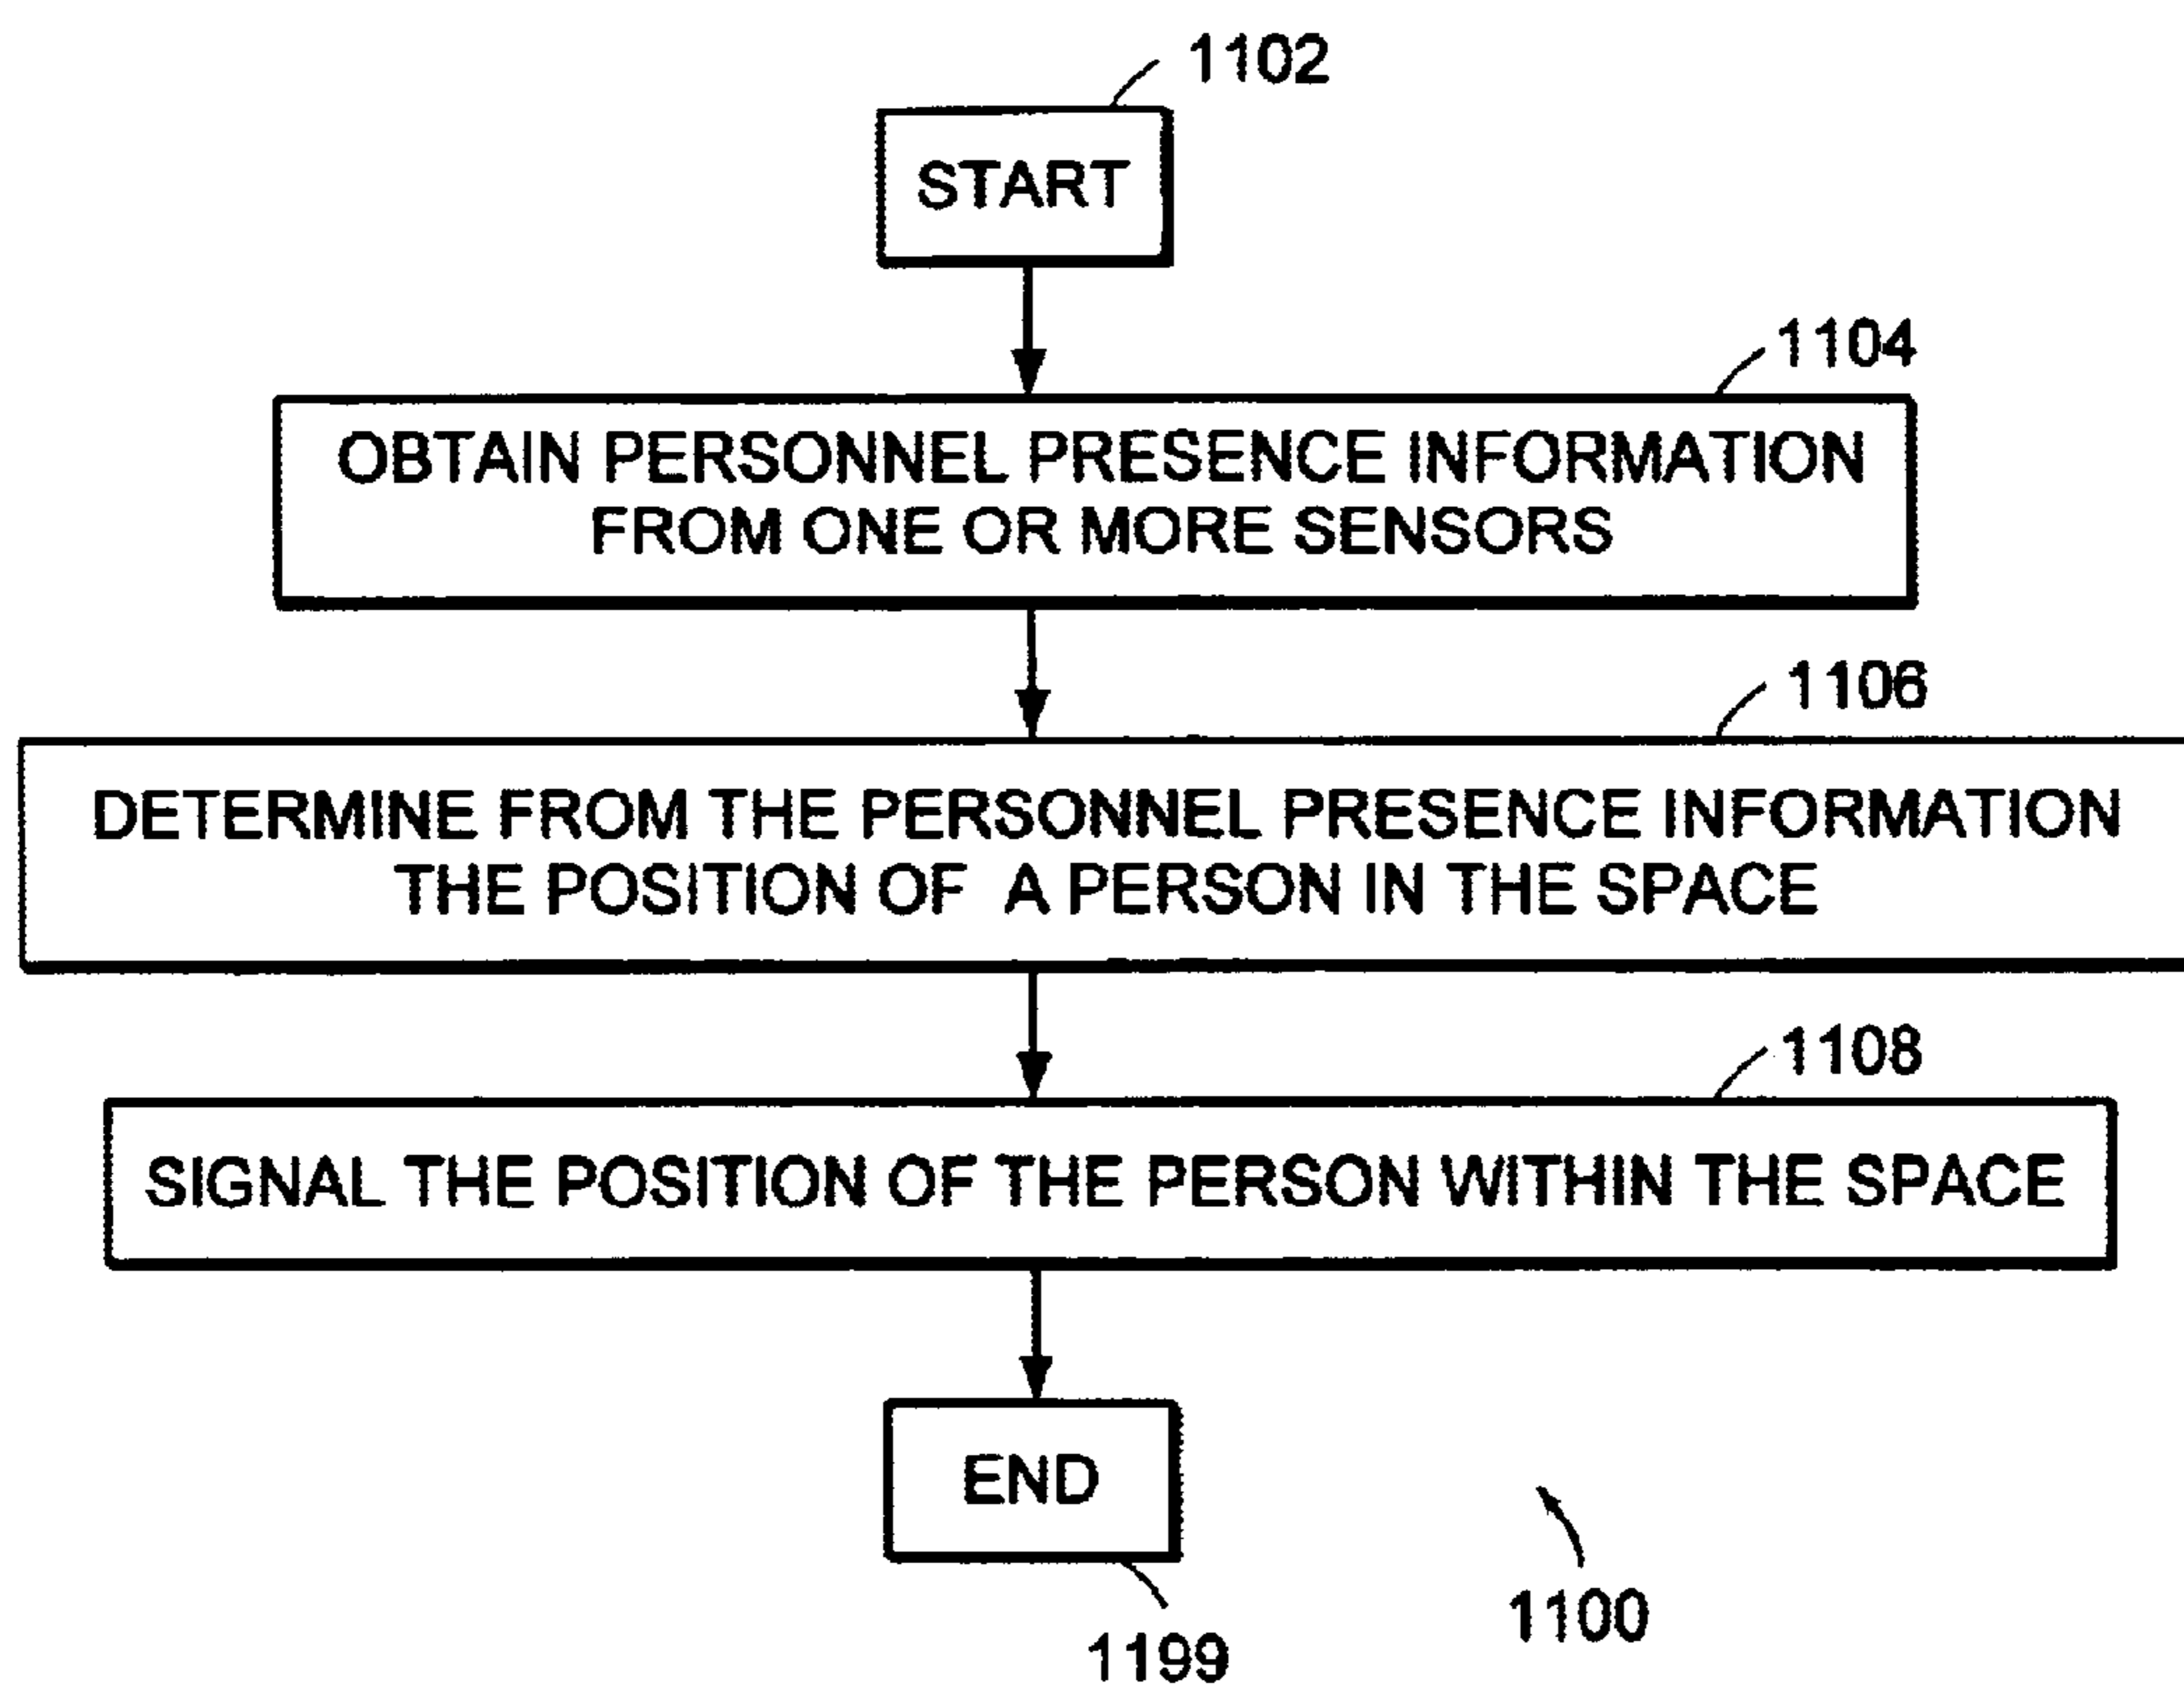 1102
START
1104
OBTAIN PERSONNEL PRESENCE INFORMATION
FROM ONE OR MORE SENSORS
1106
DETERMINE FROM THE PERSONNEL PRESENCE INFORMATION
THE POSITION OF A PERSON IN THE SPACE
1108
SIGNAL THE POSITION OF THE PERSON WITHIN THE SPACE
END
1199
1100